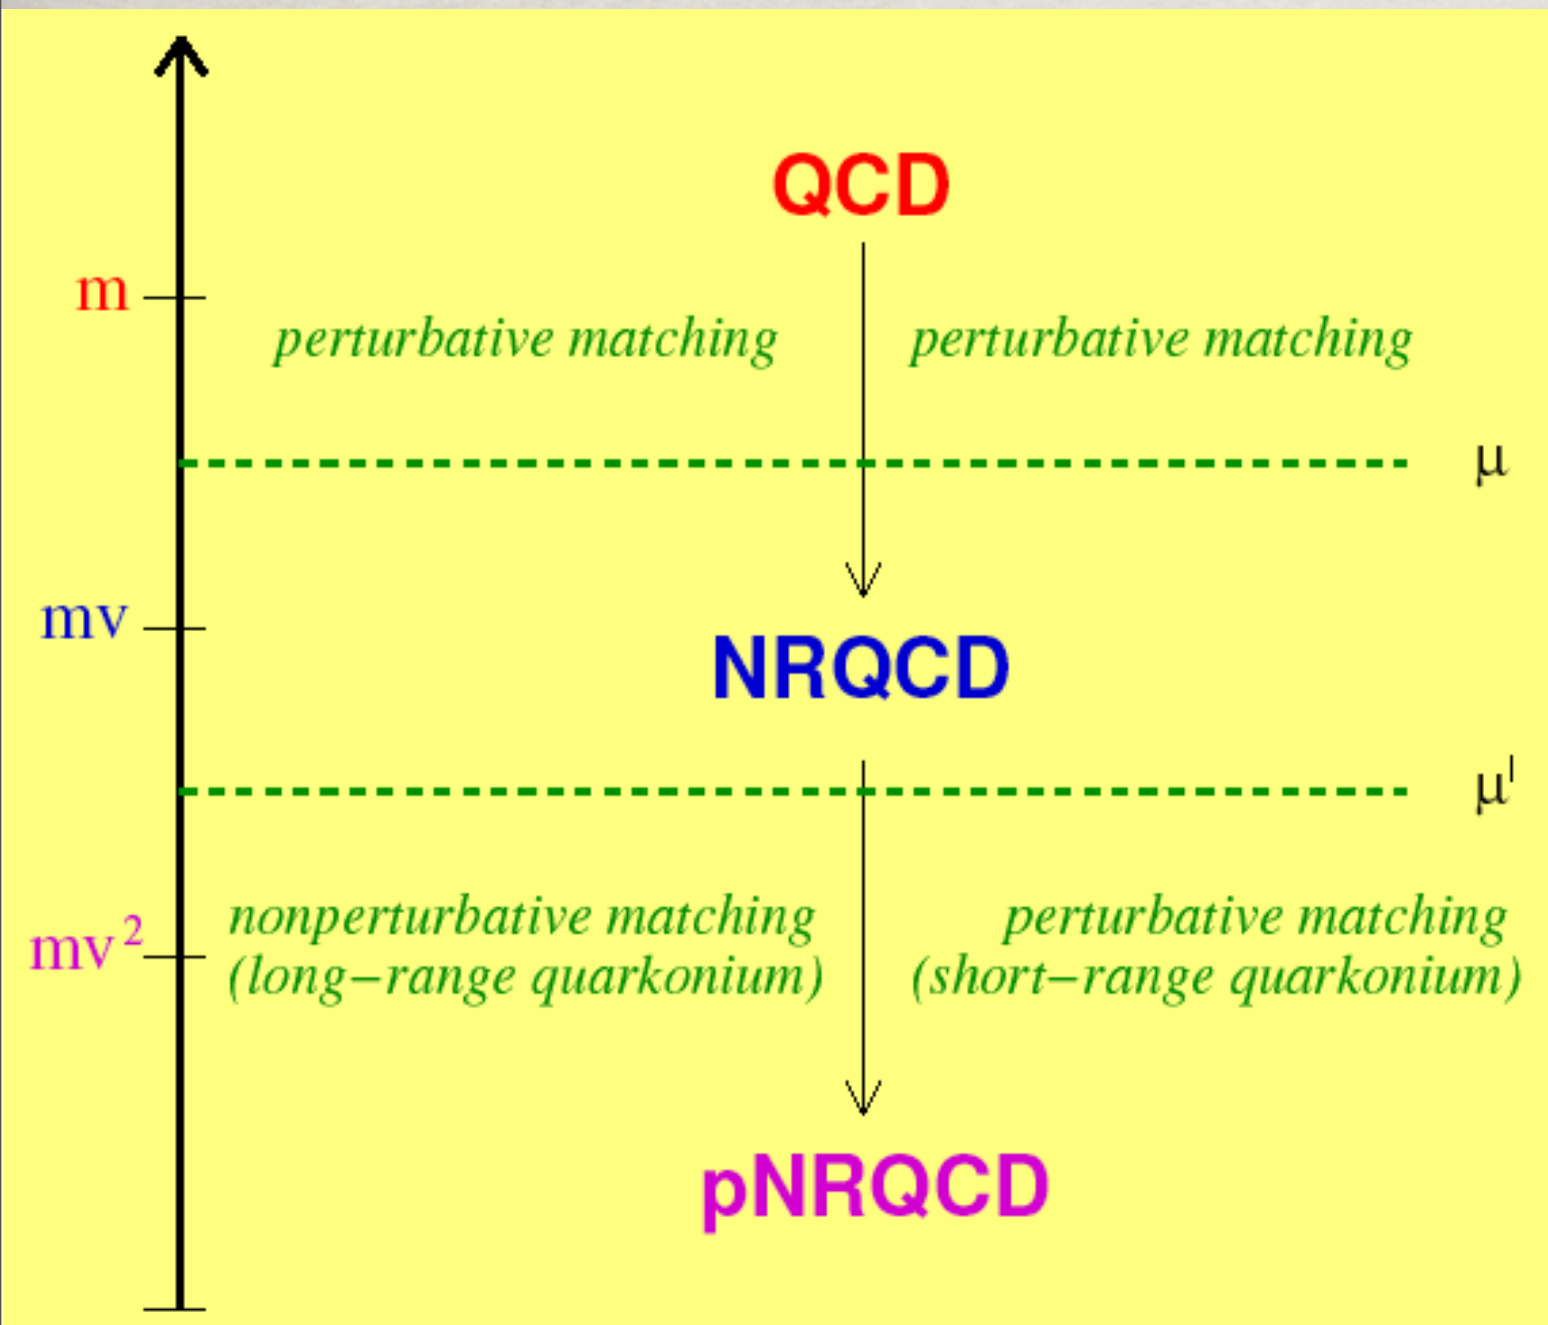 QCD
m
perturbative matching perturbative matching
μ
mv
NRQCD
μ'
nonperturbative matching perturbative matching
mv²
(long–range quarkonium) (short–range quarkonium)
pNRQCD